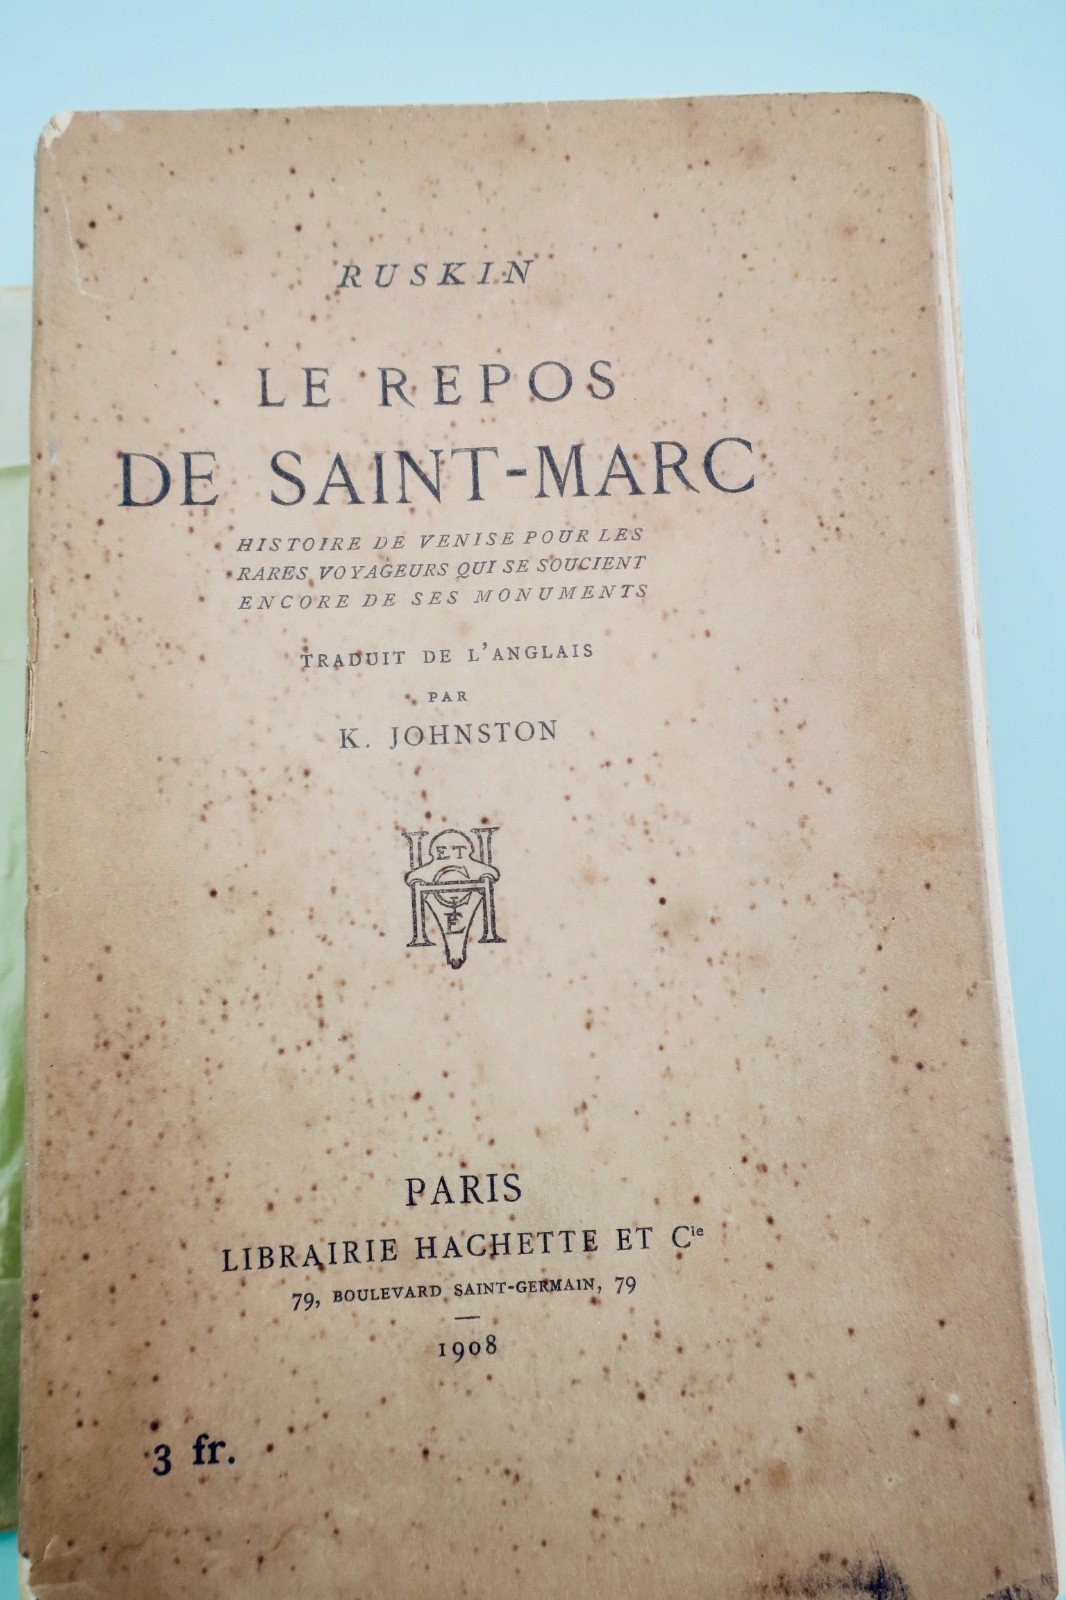 RUSKIN
LE REPOS
DE SAINT-MARC
HISTOIRE DE VENISE POUR LES
RARES VOYAGEURS QUI SE SOUCIENT
ENCORE DE SES MONUMENTS
TRADUIT DE L'ANGLAIS
PAR
K. JOHNSTON
ET
PARIS
LIBRAIRIE HACHETTE ET Cie
79, BOULEVARD SAINT-GERMAIN, 79
1908
3 fr.